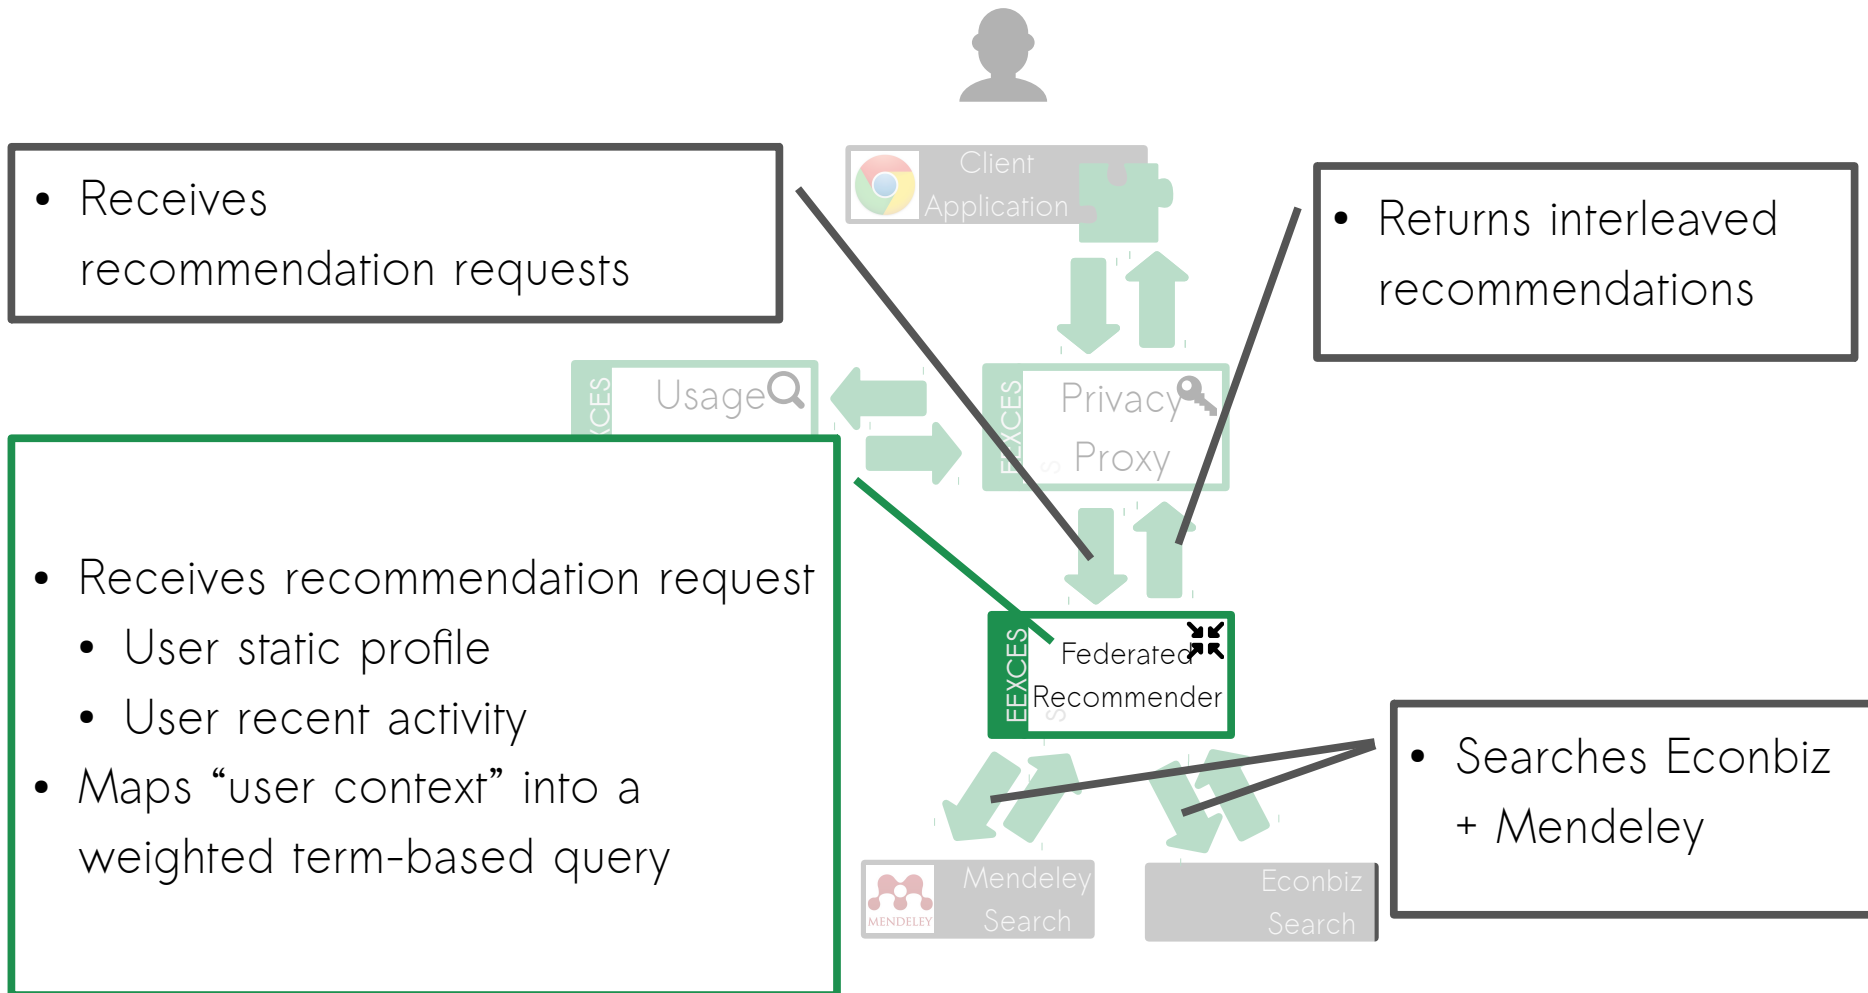 Client
Application
• Receives
recommendation requests
• Returns interleaved
recommendations
EEXCES
Usage
EEXCES
S
Privacy
Proxy
• Receives recommendation request
• User static profile
• User recent activity
• Maps “user context” into a
weighted term-based query
EEXCES
S
Federated
Recommender
• Searches Econbiz
+ Mendeley
MENDELEY
Mendeley
Search
Econbiz
Search